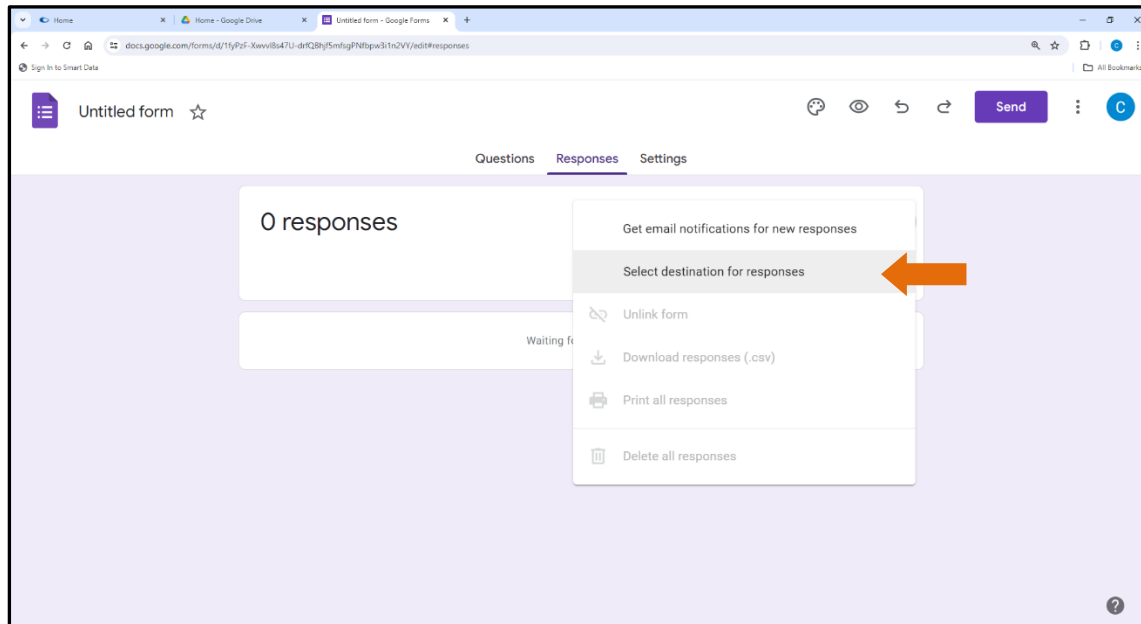 Home
Home - Google Drive
Untitled form - Google Forms
docs.google.com/forms/d/1fyPzF-Xwvvl8s47U-drfQBhjf5mfsgPNfbpw3i1n2VY/edit#responses
Sign In to Smart Data
All Bookmarks
Untitled form
Send
C
Questions Responses Settings
0 responses
Get email notifications for new responses
Select destination for responses
Unlink form
Waiting fo
Download responses (.csv)
Print all responses
Delete all responses